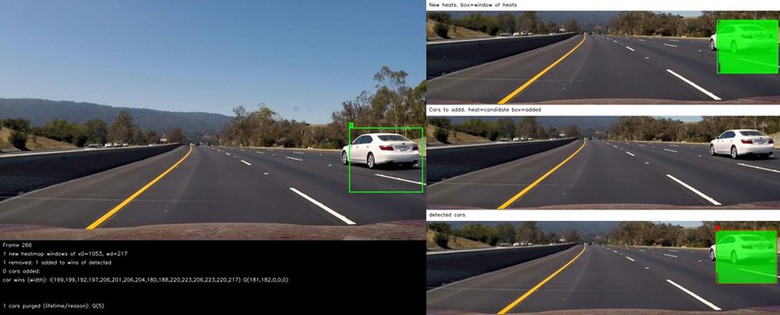 New heats, box=window of heats
Cars to addd, heat=candidate box=added
detected cars
Frame 266
1 new heatmap windows of x0=1053, wd=217
1 removed: 1 added to wins of detected
0 cars added:
car wins (width): I(199,199,192,197,206,201,206,204,180,188,220,223,206,223,220,217) Q(181,182,0,0,0)
1 cars purged (lifetime/reason): Q(5)